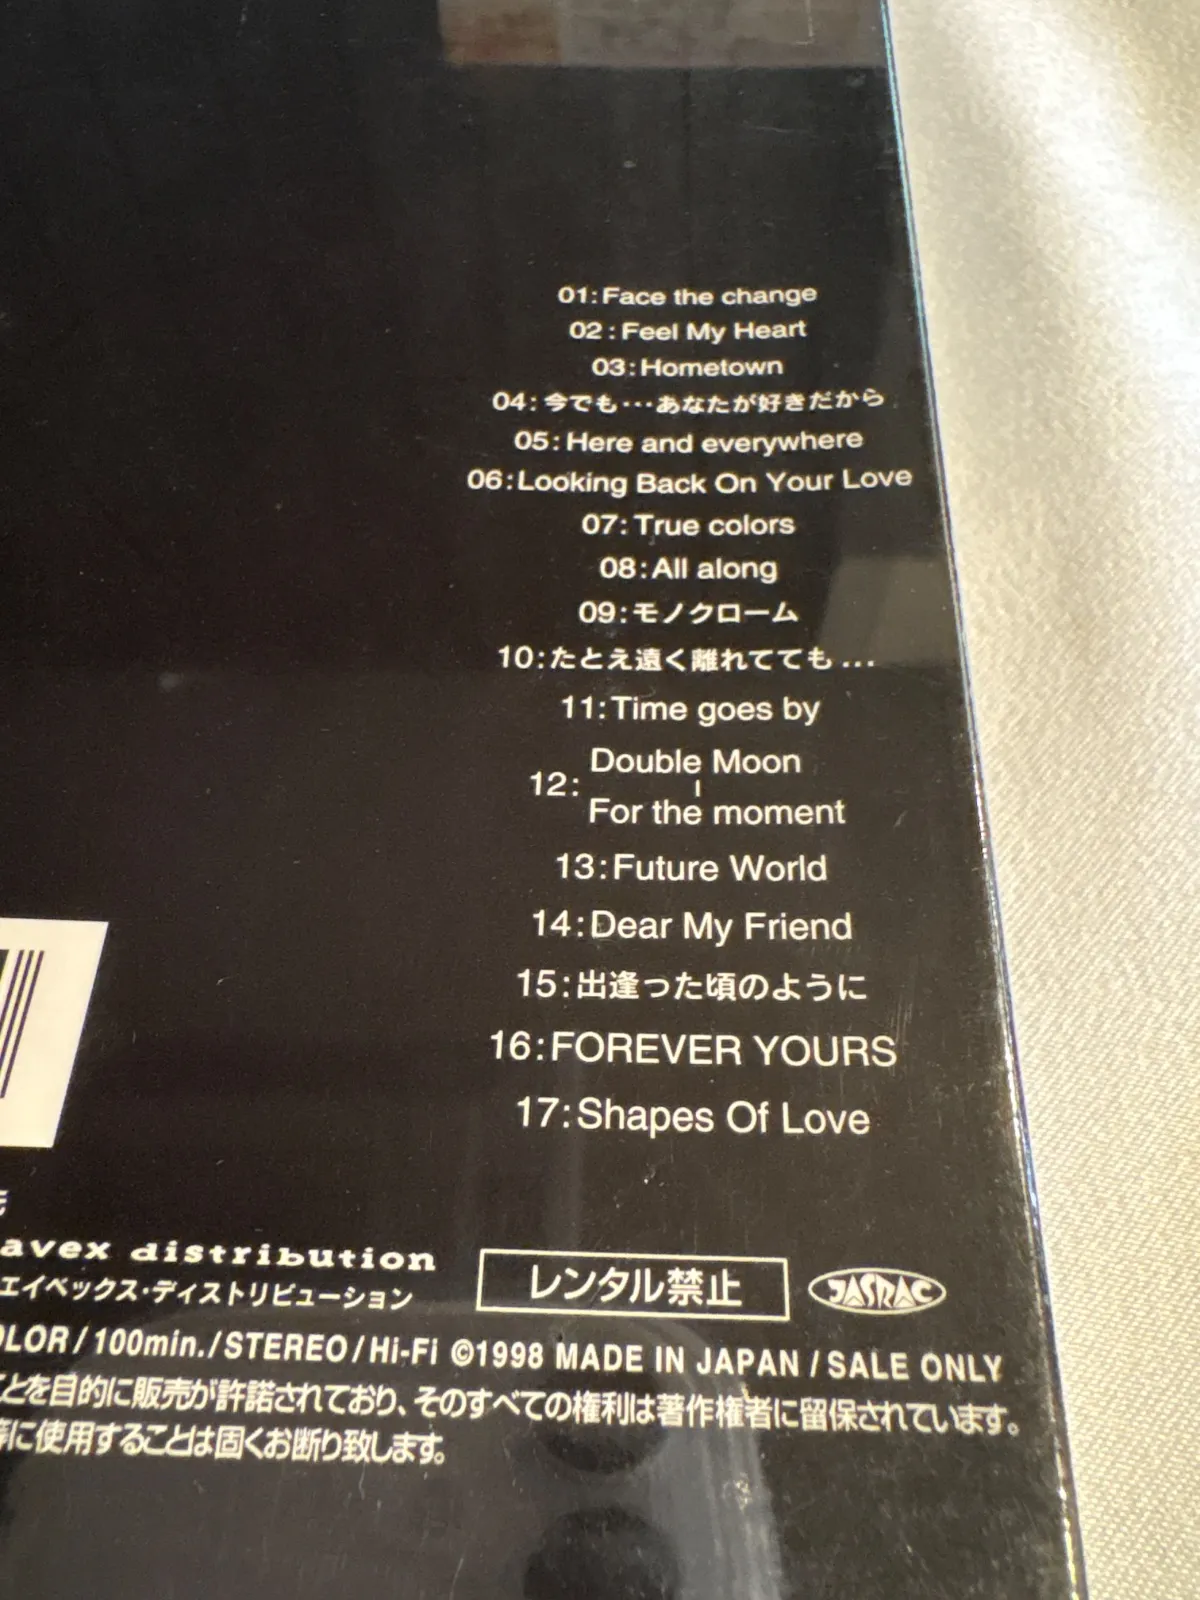 01:Face the change
02:Feel My Heart
03:Hometown
04:今でも…あなたが好きだから
05:Here and everywhere
06:Looking Back On Your Love
07:True colors
08:All along
09:モノクローム
10:たとえ遠く離れてても…
11:Time goes by
12:
Double Moon
For the moment
13:Future World
14:Dear My Friend
15:出逢った頃のように
16:FOREVER YOURS
17:Shapes Of Love
avex distribution
エイベックス・ディストリビューション
レンタル禁止
JASRAC
OLOR/100min./STEREO/Hi-Fi ©1998 MADE IN JAPAN/SALE ONLY
ことを目的に販売が許諾されており、そのすべての権利は著作権者に留保されています。
等に使用することは固くお断り致します。